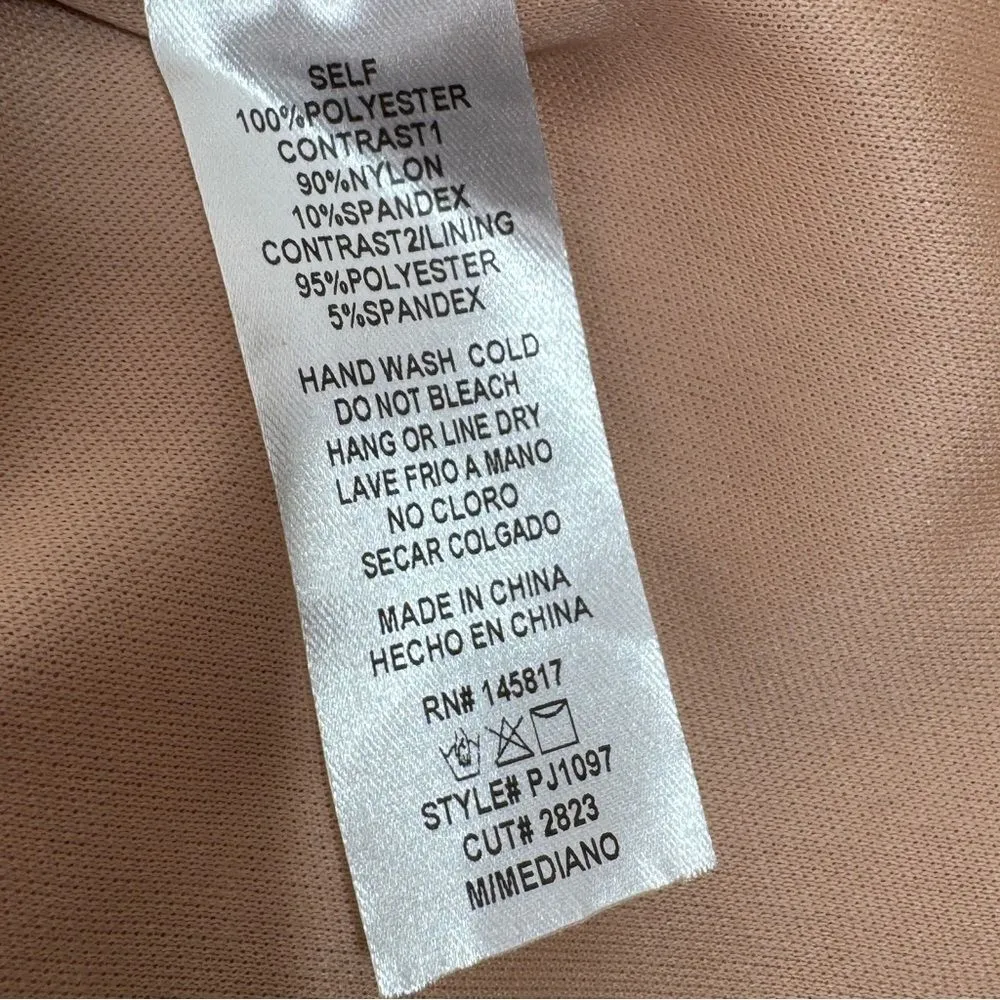 SELF
100%POLYESTER
CONTRAST1
90%NYLON
10%SPANDEX
CONTRAST2/LINING
95%POLYESTER
5%SPANDEX
HAND WASH COLD
DO NOT BLEACH
HANG OR LINE DRY
LAVE FRIO A MANO
NO CLORO
SECAR COLGADO
MADE IN CHINA
HECHO EN CHINA
RN# 145817
STYLE# PJ1097
CUT# 2823
M/MEDIANO